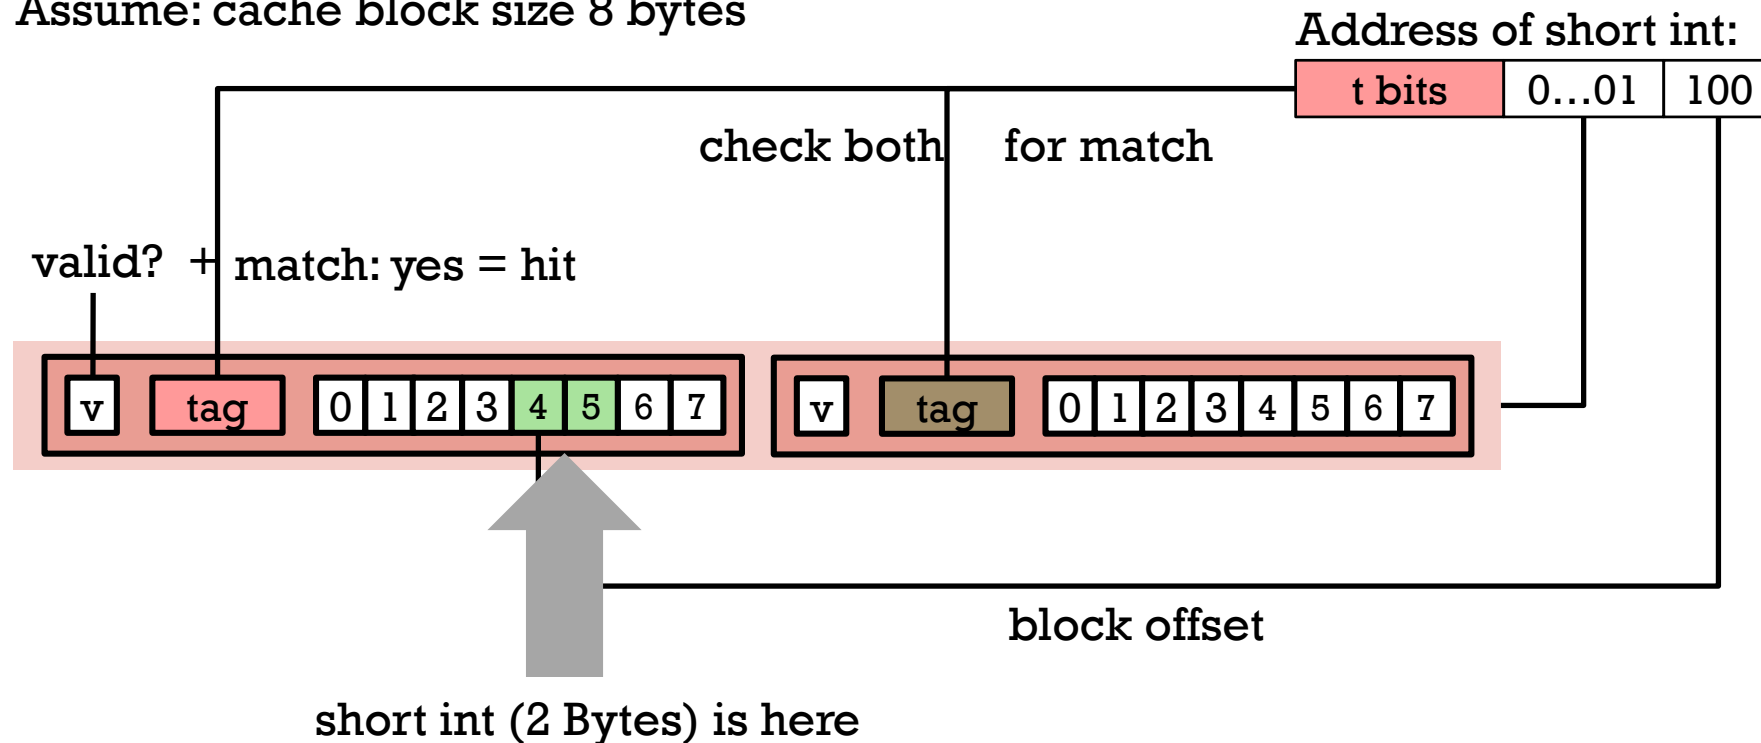 Assume: cache block size 8 bytes
Address of short int:
t bits 0...01 100
check both for match
valid? + match: yes = hit
v tag 0 1 2 3 4 5 6 7 v tag 0 1 2 3 4 5 6 7
block offset
short int (2 Bytes) is here